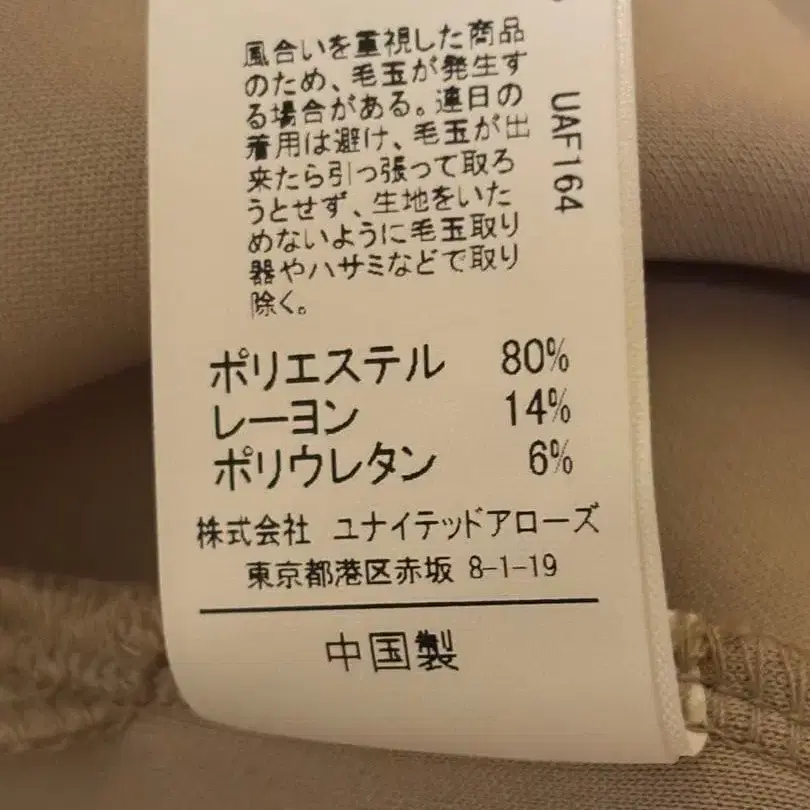 風合いを重視した商品
のため、毛玉が発生す
る場合がある。連日の
着用は避け、毛玉が出
来たら引っ張って取ろ
うとせず、生地をいた
めないように毛玉取り
器やハサミなどで取り
除く。
UAF164
ポリエステル 80%
レーヨン 14%
ポリウレタン 6%
株式会社 ユナイテッドアローズ
東京都港区赤坂 8-1-19
中国製